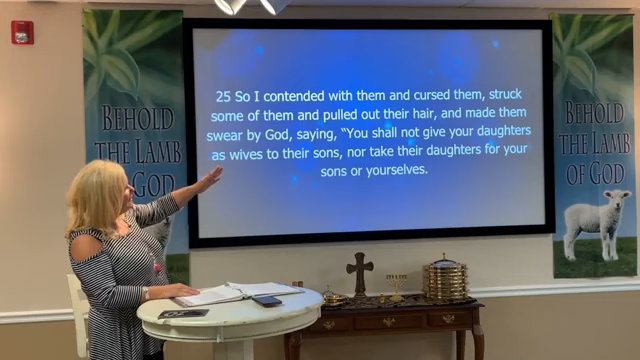 25 So I contended with them and cursed them, struck
some of them and pulled out their hair, and made them
swear by God, saying, “You shall not give your daughters
as wives to their sons, nor take their daughters for your
sons or yourselves.
BEHOLD
THE LAMB
OF GOD
BEHOLD
THE LAMB
OF GOD